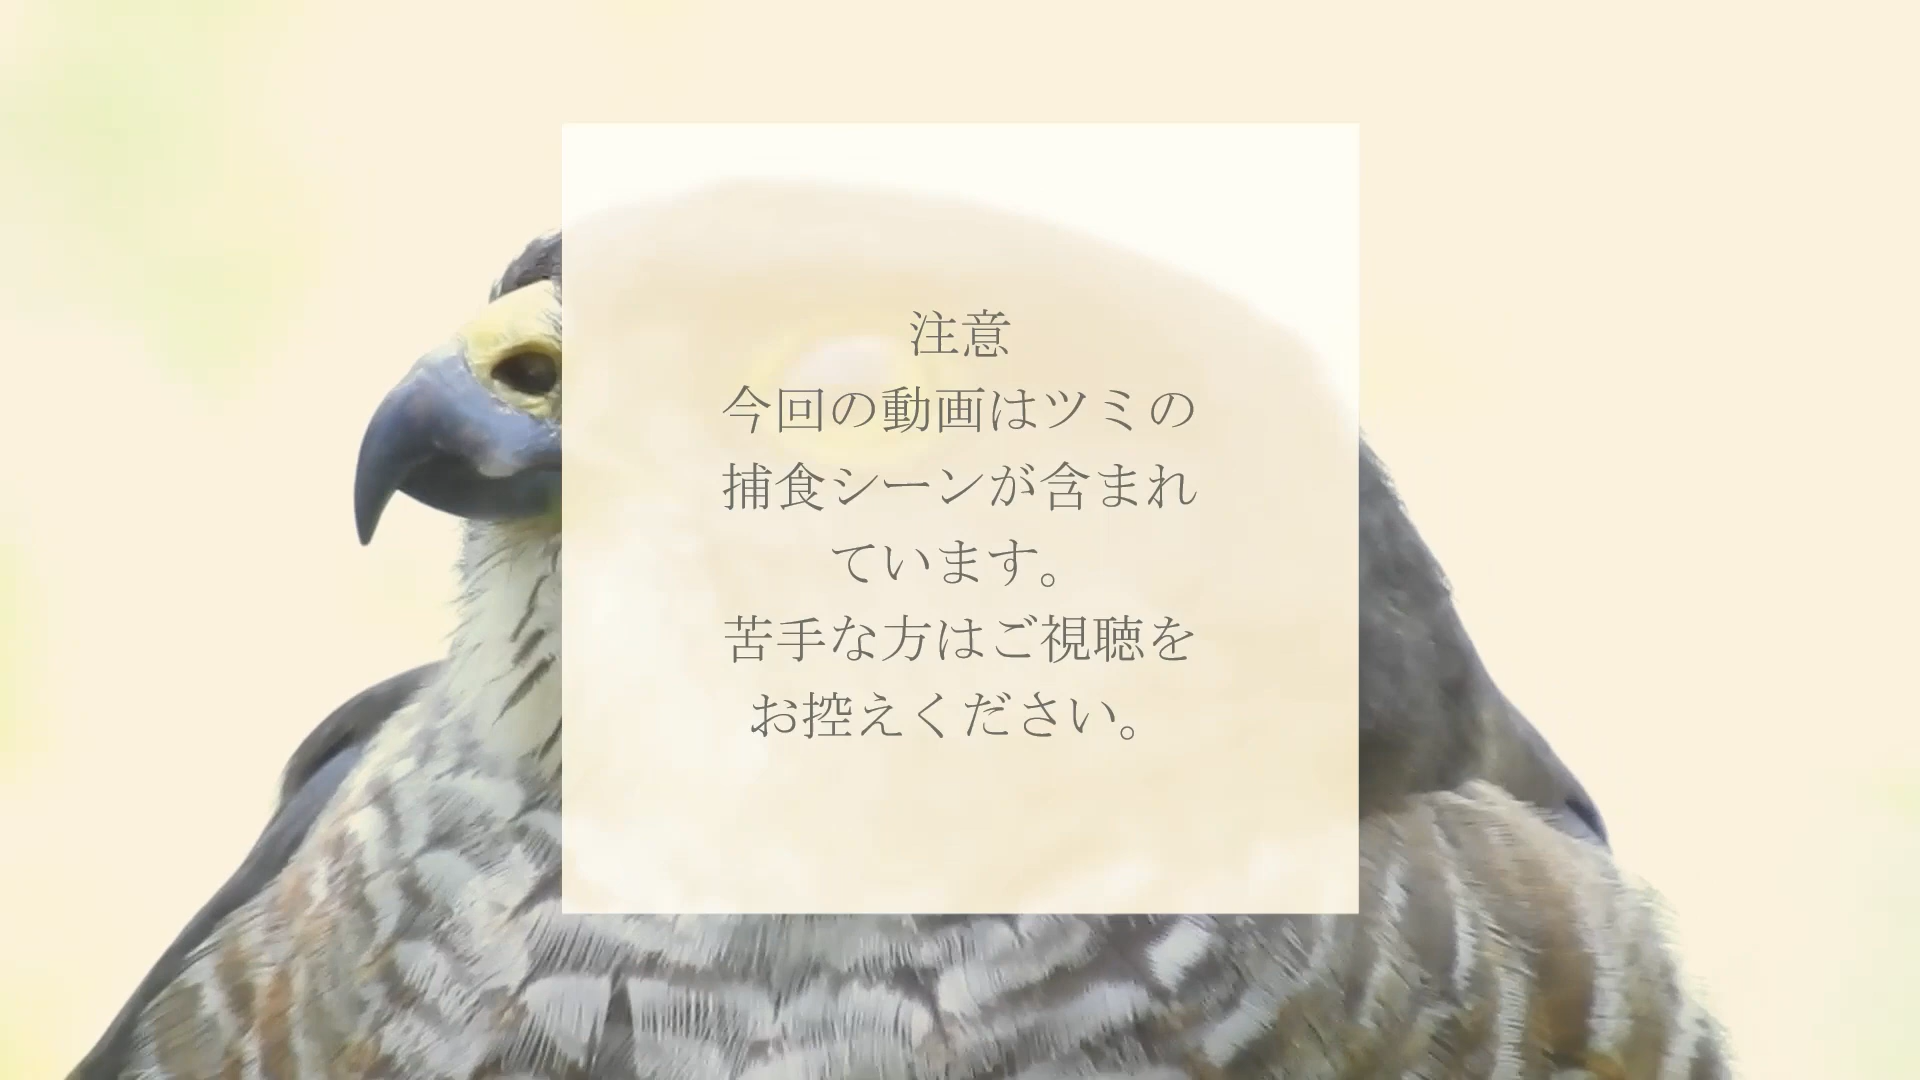 注意
今回の動画はツミの
捕食シーンが含まれ
ています。
苦手な方はご視聴を
お控えください。